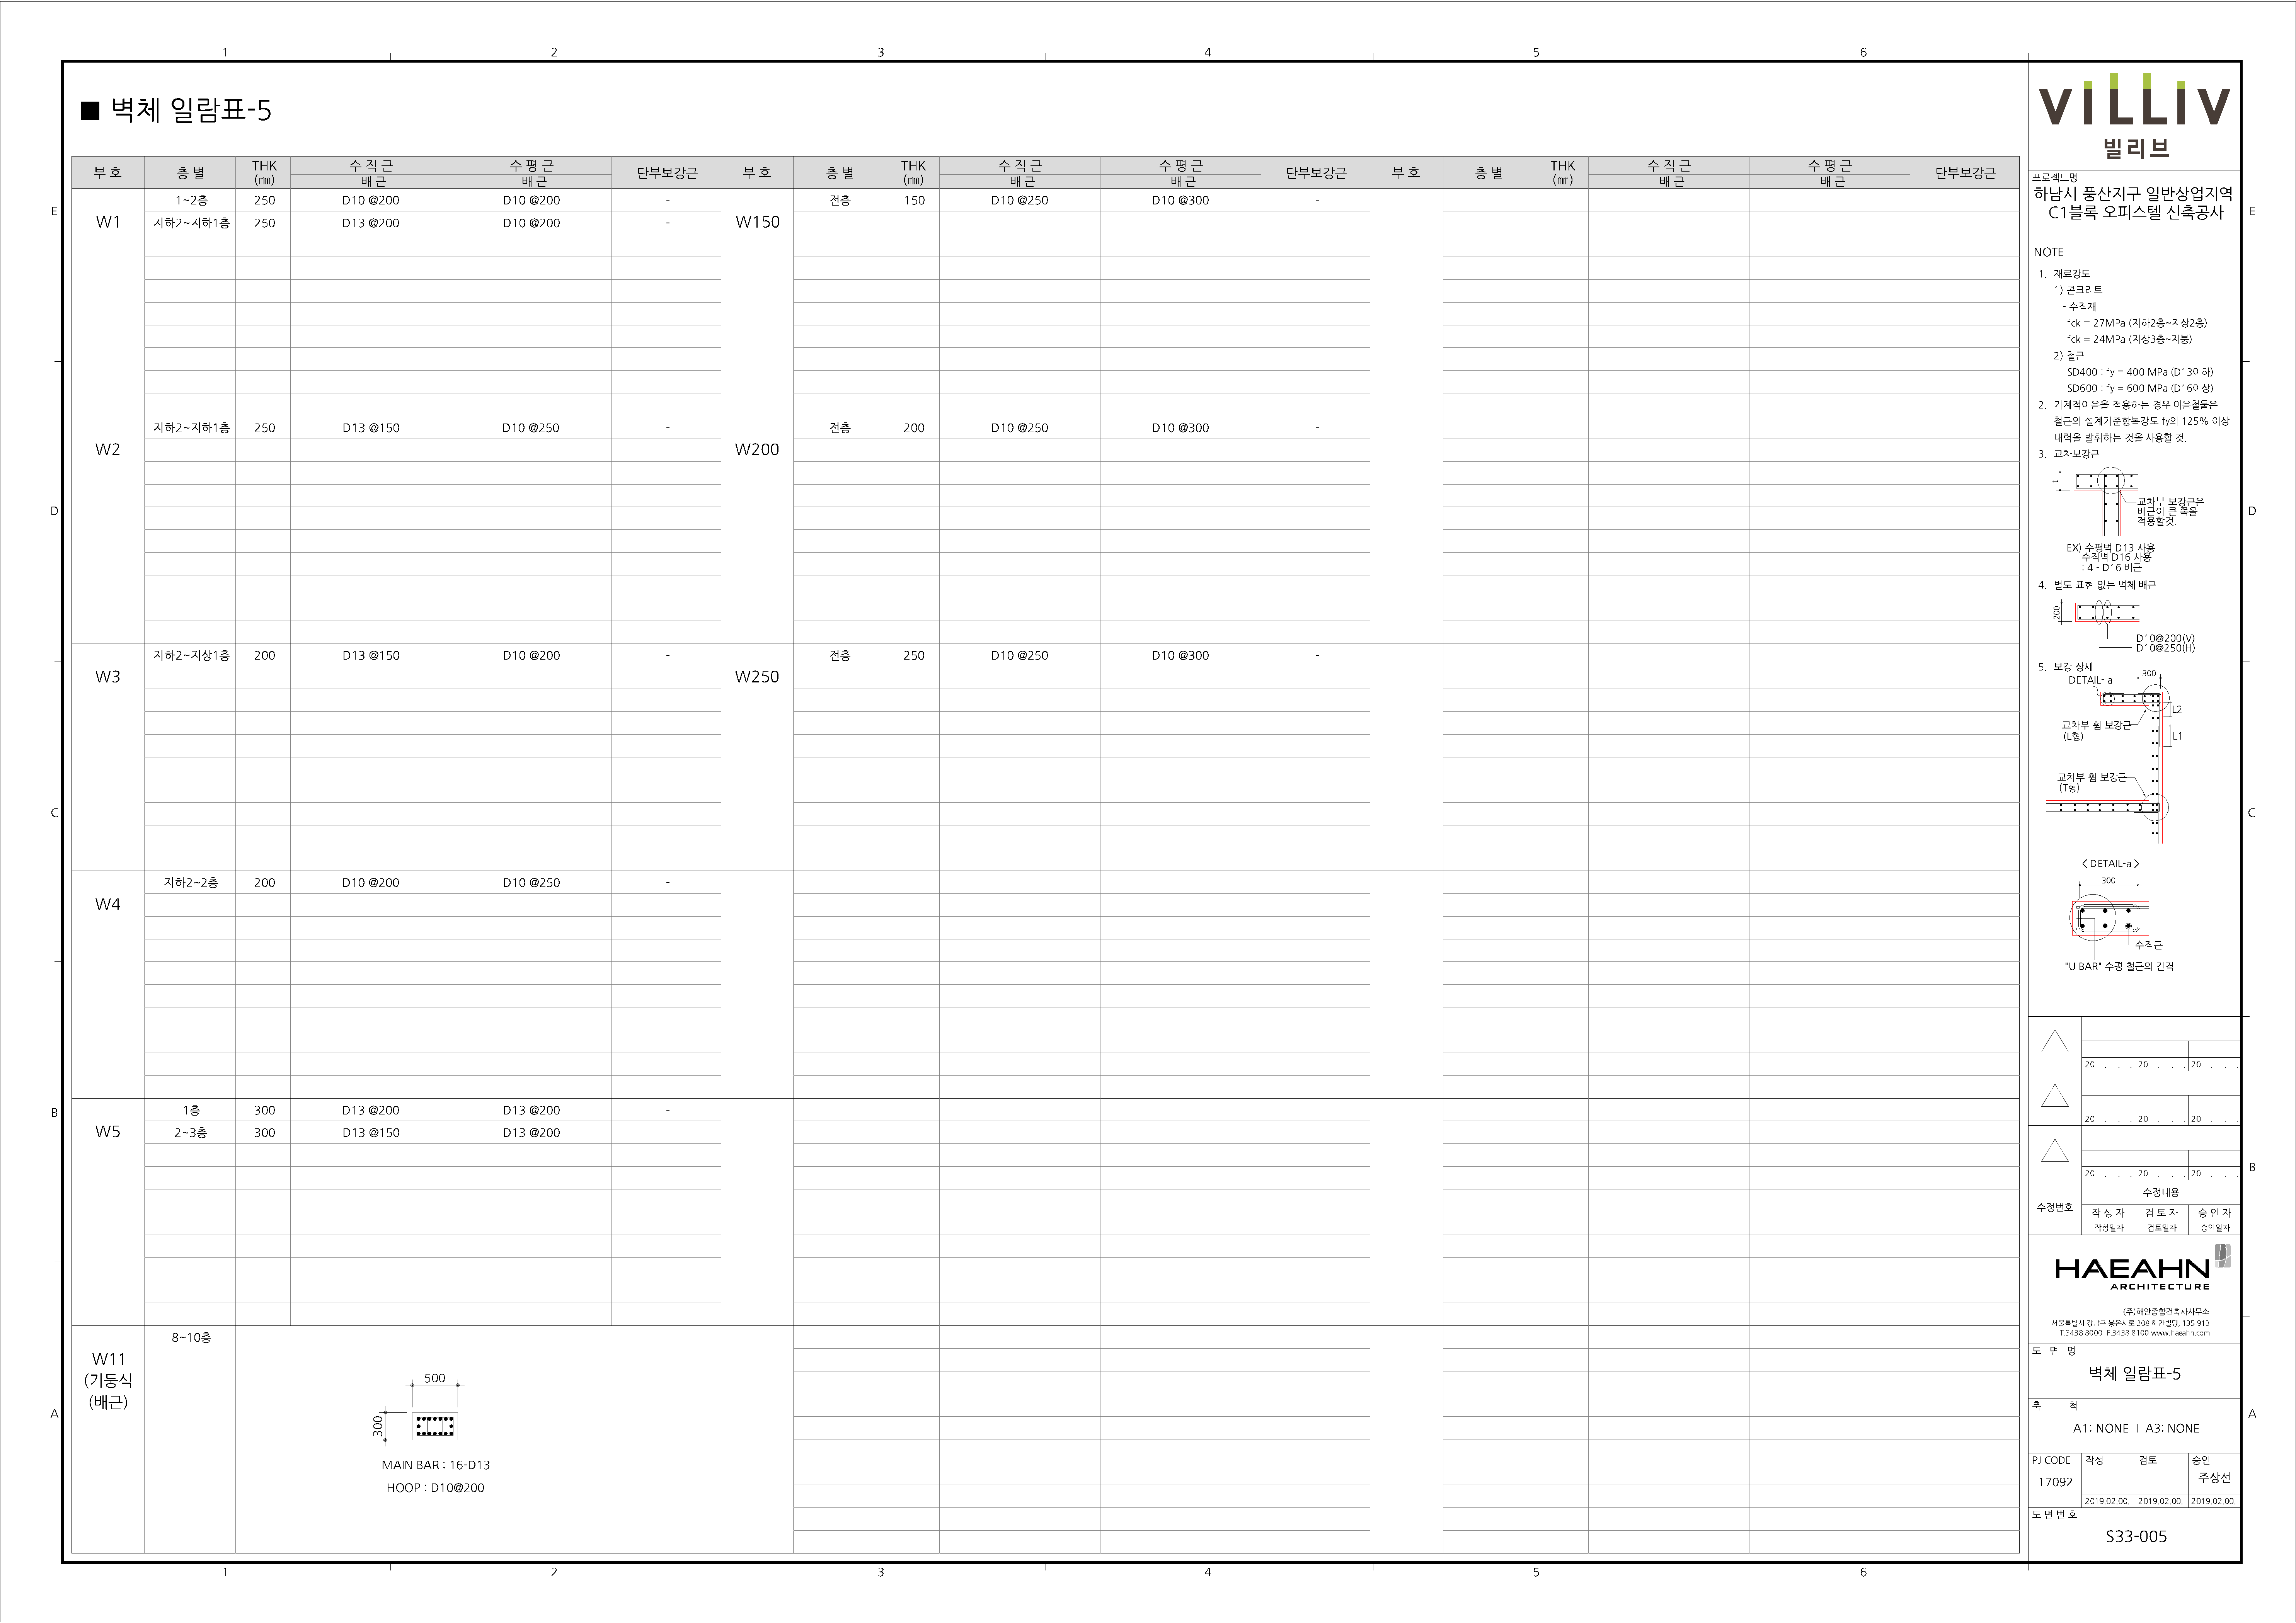 1 2 3 4 5 6
■ 벽체 일람표-5
부 호 층 별 THK (㎜) 수 직 근 배 근 수 평 근 배 근 단부보강근 부 호 층 별 THK (㎜) 수 직 근 배 근 수 평 근 배 근 단부보강근 부 호 층 별 THK (㎜) 수 직 근 배 근 수 평 근 배 근 단부보강근
W1
1~2층 250 D10 @200 D10 @200 -
지하2~지하1층 250 D13 @200 D10 @200 -
W150
전층 150 D10 @250 D10 @300 -
W2
지하2~지하1층 250 D13 @150 D10 @250 -
W200
전층 200 D10 @250 D10 @300 -
W3
지하2~지상1층 200 D13 @150 D10 @200 -
W250
전층 250 D10 @250 D10 @300 -
W4
지하2~2층 200 D10 @200 D10 @250 -
W5
1층 300 D13 @200 D13 @200 -
2~3층 300 D13 @150 D13 @200
W11
(기둥식
(배근)
8~10층
500
300
MAIN BAR : 16-D13
HOOP : D10@200
E
D
C
B
A
E
D
C
B
A
1 2 3 4 5 6
VILLIV
빌리브
프로젝트명
하남시 풍산지구 일반상업지역
C1블록 오피스텔 신축공사
NOTE
1. 재료강도
1) 콘크리트
- 수직재
fck = 27MPa (지하2층~지상2층)
fck = 24MPa (지상3층~지붕)
2) 철근
SD400 : fy = 400 MPa (D13이하)
SD600 : fy = 600 MPa (D16이상)
2. 기계적이음을 적용하는 경우 이음철물은
철근의 설계기준항복강도 fy의 125% 이상
내력을 발휘하는 것을 사용할 것.
3. 교차보강근
교차부 보강근은
배근이 큰 쪽을
적용할것.
EX) 수평벽 D13 사용
수직벽 D16 사용
: 4 - D16 배근
4. 별도 표현 없는 벽체 배근
200
D10@200(V)
D10@250(H)
5. 보강 상세
DETAIL- a
300
L2
교차부 휨 보강근
(L형)
L1
교차부 휨 보강근
(T형)
< DETAIL-a >
300
수직근
"U BAR" 수평 철근의 간격
20 . . . 20 . . . 20 . . .
20 . . . 20 . . . 20 . . .
20 . . . 20 . . . 20 . . .
수정번호
수정내용
작 성 자 검 토 자 승 인 자
작성일자 검토일자 승인일자
HAEAHN
ARCHITECTURE
(주)해안종합건축사사무소
서울특별시 강남구 봉은사로 208 해안빌딩, 135-913
T.3438 8000 F.3438 8100 www.haeahn.com
도 면 명
벽체 일람표-5
축 척
A1: NONE I A3: NONE
PJ CODE 작성 검토 승인
17092 주상선
2019.02.00. 2019.02.00. 2019.02.00.
도 면 번 호
S33-005